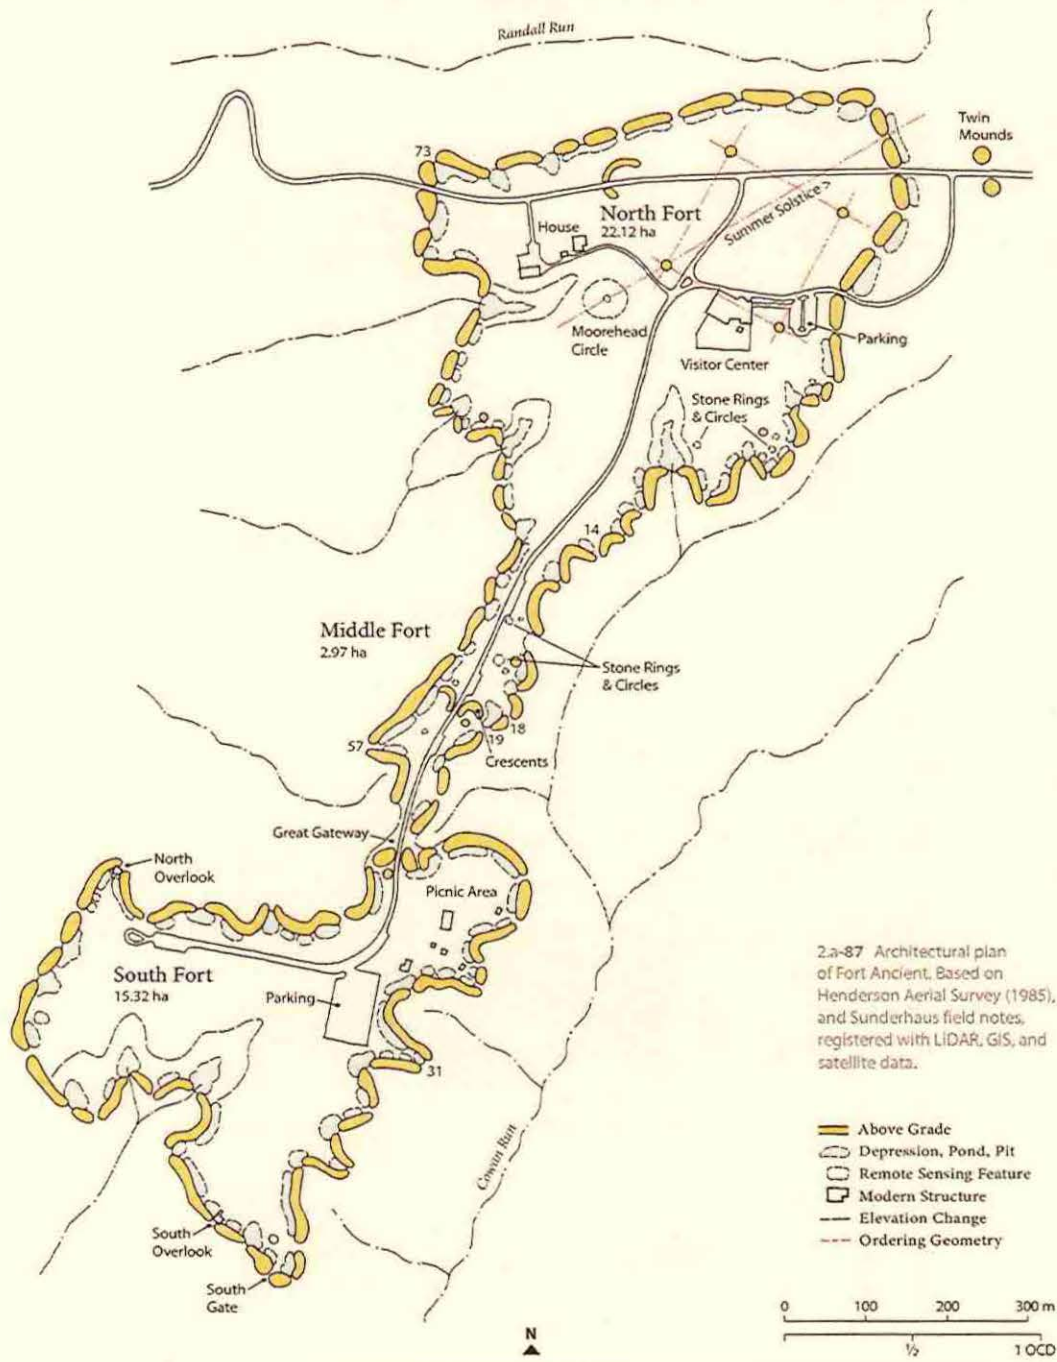 Randall Run
Twin
Mounds
73
North Fort
22.12 ha
House
Summer Solstice >
Moorehead
Circle
Visitor Center
Parking
Stone Rings
& Circles
14
Middle Fort
2.97 ha
Stone Rings
& Circles
57
18
19
Crescents
Great Gateway
North
Overlook
Picnic Area
South Fort
15.32 ha
Parking
31
Cowan Run
South
Overlook
South
Gate
2.a-87 Architectural plan
of Fort Ancient. Based on
Henderson Aerial Survey (1985),
and Sunderhaus field notes,
registered with LiDAR, GIS, and
satellite data.
Above Grade
Depression, Pond, Pit
Remote Sensing Feature
Modern Structure
Elevation Change
Ordering Geometry
0 100 200 300 m
½ 1 OCD
N